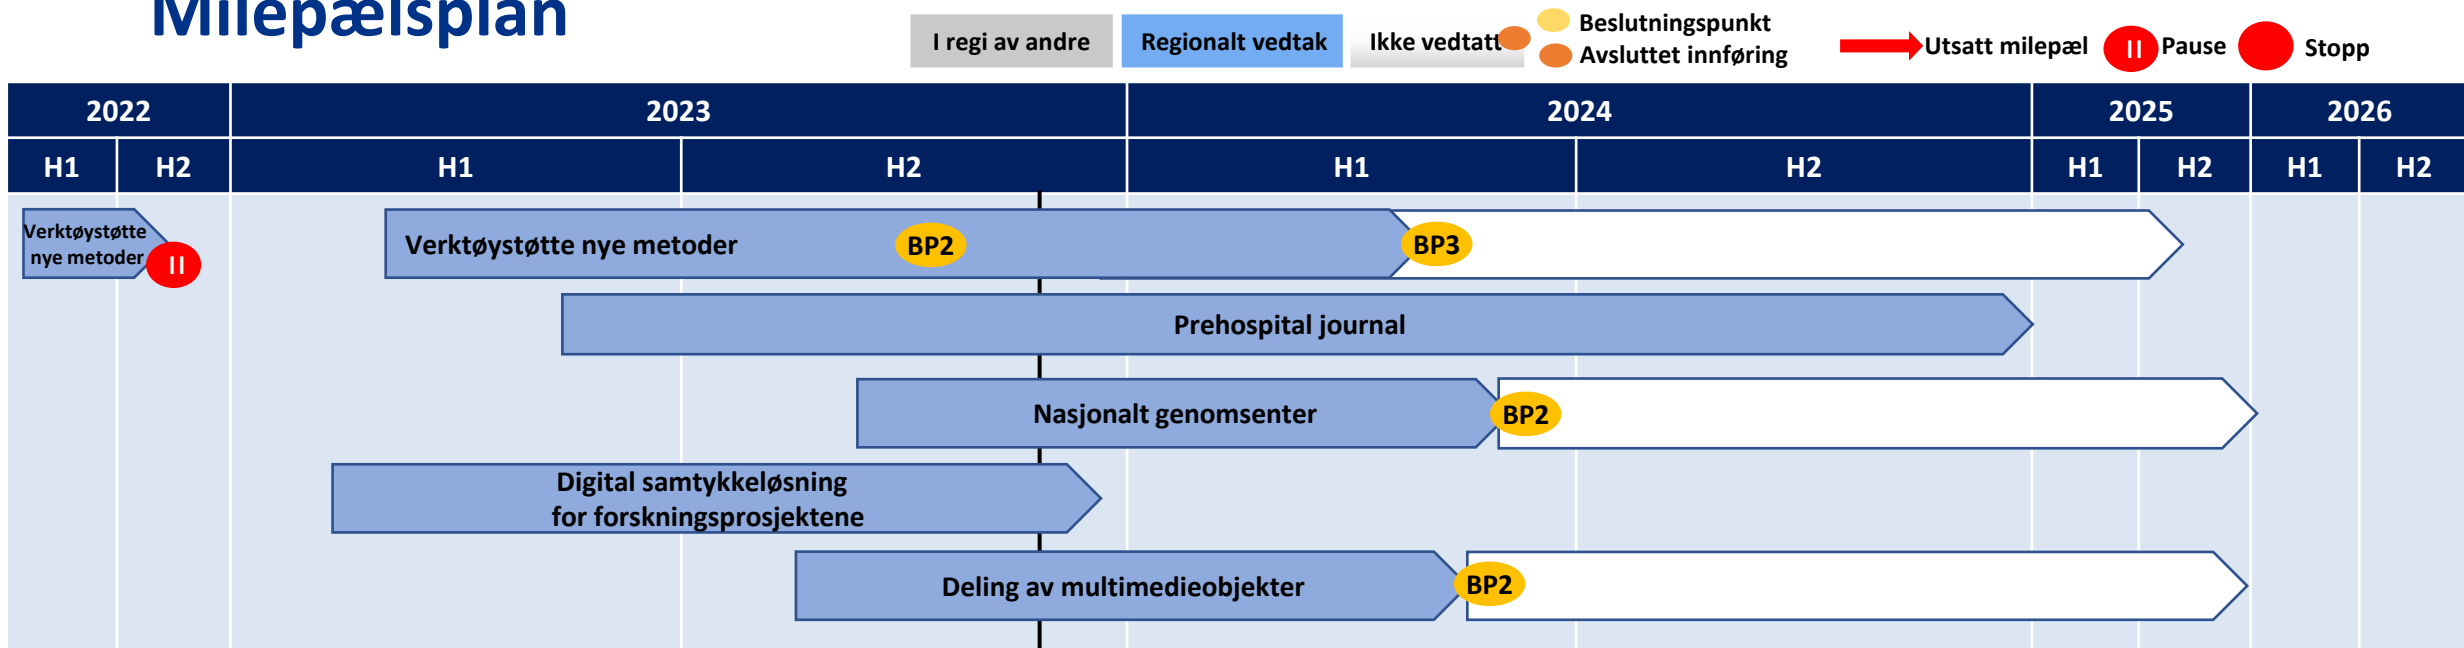 Milepælsplan
I regi av andre
Regionalt vedtak
Ikke vedtatt
Beslutningspunkt
Avsluttet innføring
Utsatt milepæl
II
Pause
Stopp
2022 2023 2024 2025 2026
H1 H2 H1 H2 H1 H2 H1 H2 H1 H2
Verktøystøtte
nye metoder
II
Verktøystøtte nye metoder
BP2
BP3
Prehospital journal
Nasjonalt genomsenter
BP2
Digital samtykkeløsning
for forskningsprosjektene
Deling av multimedieobjekter
BP2